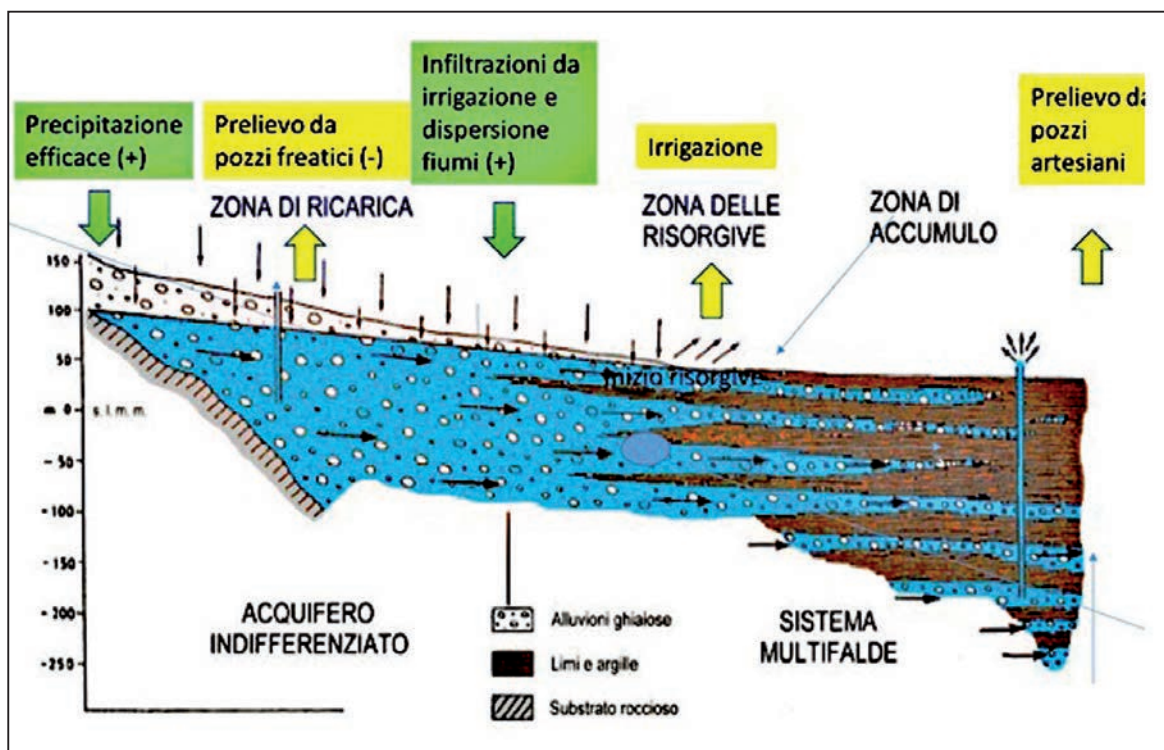 Precipitazione
efficace (+)
Prelievo da
pozzi freatici (-)
Infiltrazioni da
irrigazione e
dispersione
fiumi (+)
Irrigazione
Prelievo da
pozzi
artesiani
ZONA DI RICARICA
ZONA DELLE
RISORGIVE
ZONA DI
ACCUMULO
150
100
50
m 0 s.l.m.m.
-50
-100
-150
-200
-250
inizio risorgive
ACQUIFERO
INDIFFERENZIATO
Alluvioni ghiaiose
Limi e argille
Substrato roccioso
SISTEMA
MULTIFALDE